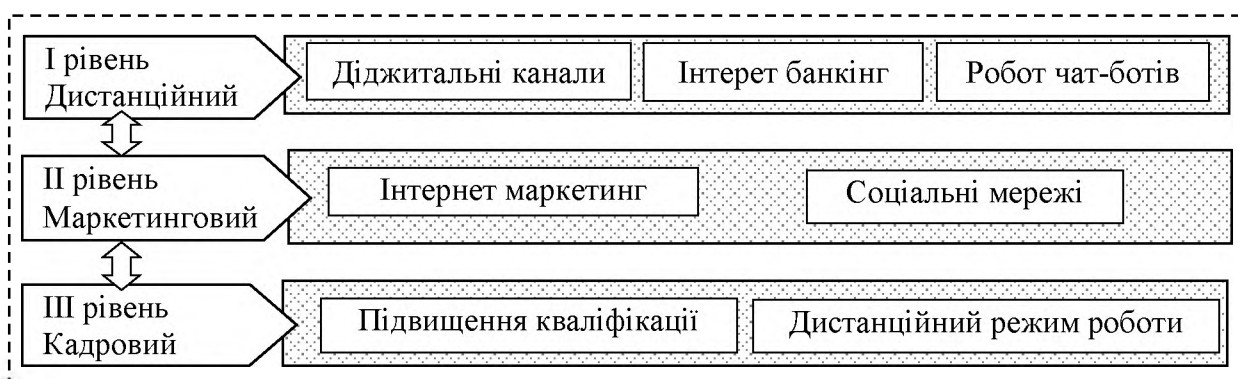 І рівень
Дистанційний
Діджитальні канали
Інтерет банкінг
Робот чат-ботів
ІІ рівень
Маркетинговий
Інтернет маркетинг
Соціальні мережі
ІІІ рівень
Кадровий
Підвищення кваліфікації
Дистанційний режим роботи